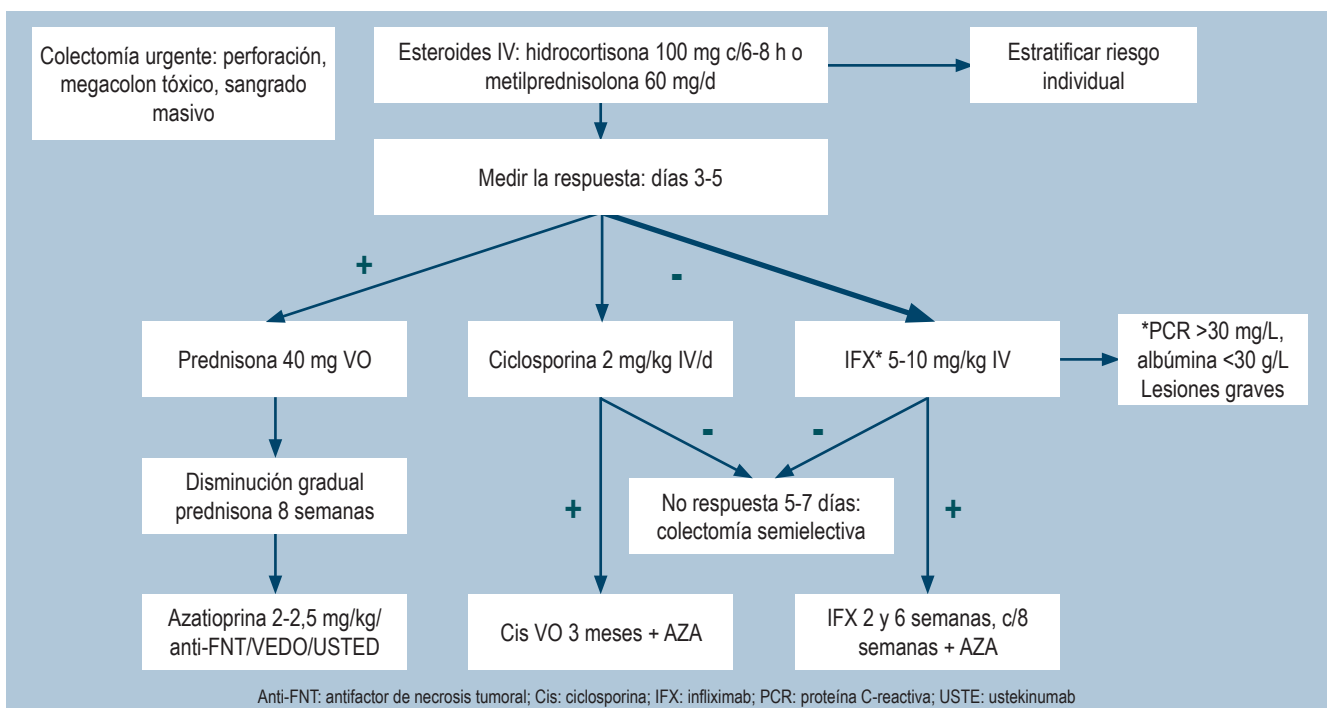 Colectomía urgente: perforación,
megacolon tóxico, sangrado
masivo
Esteroides IV: hidrocortisona 100 mg c/6-8 h o
metilprednisolona 60 mg/d
Estratificar riesgo
individual
Medir la respuesta: días 3-5
+
-
Prednisona 40 mg VO
Ciclosporina 2 mg/kg IV/d
IFX* 5-10 mg/kg IV
*PCR >30 mg/L,
albúmina <30 g/L
Lesiones graves
-
-
Disminución gradual
prednisona 8 semanas
+
No respuesta 5-7 días:
colectomía semielectiva
+
Azatioprina 2-2,5 mg/kg/
anti-FNT/VEDO/USTED
Cis VO 3 meses + AZA
IFX 2 y 6 semanas, c/8
semanas + AZA
Anti-FNT: antifactor de necrosis tumoral; Cis: ciclosporina; IFX: infliximab; PCR: proteína C-reactiva; USTE: ustekinumab